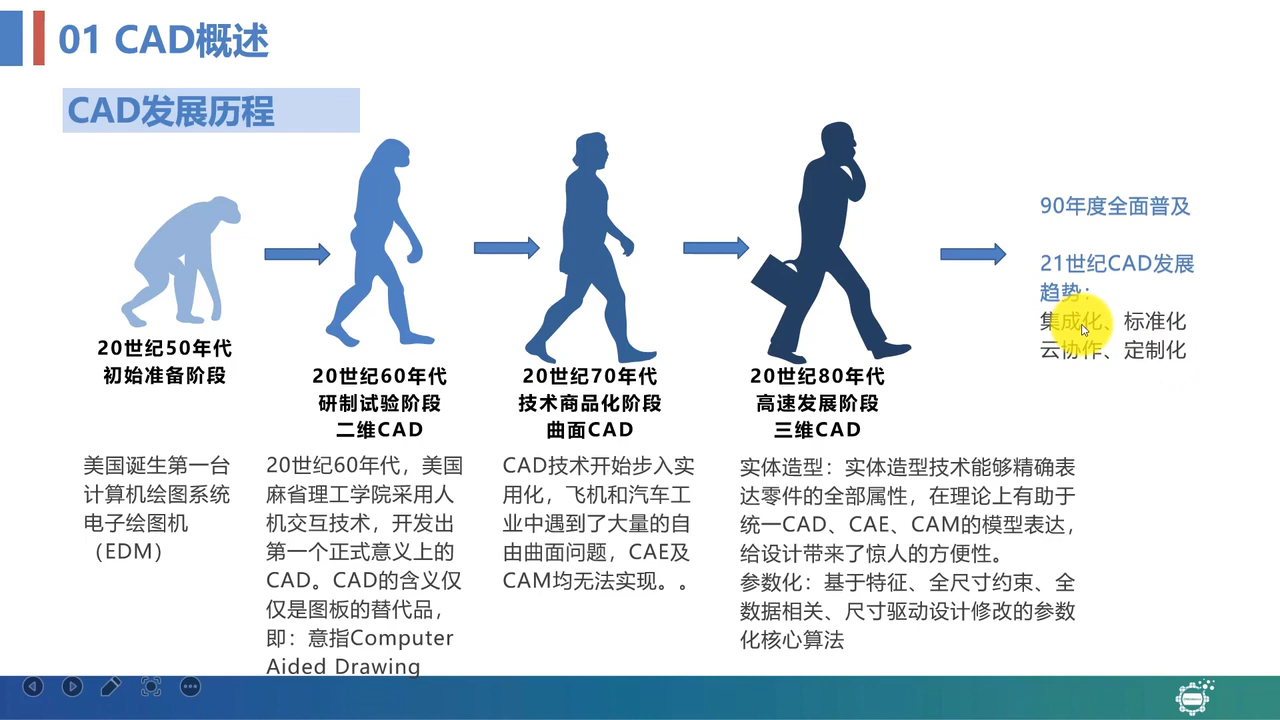 01 CAD概述
CAD发展历程
20世纪50年代
初始准备阶段
美国诞生第一台
计算机绘图系统
电子绘图机
（EDM）
20世纪60年代
研制试验阶段
二维CAD
20世纪60年代，美国
麻省理工学院采用人
机交互技术，开发出
第一个正式意义上的
CAD。CAD的含义仅
仅是图板的替代品，
即：意指Computer
Aided Drawing
20世纪70年代
技术商品化阶段
曲面CAD
CAD技术开始步入实
用化，飞机和汽车工
业中遇到了大量的自
由曲面问题，CAE及
CAM均无法实现。。
20世纪80年代
高速发展阶段
三维CAD
实体造型：实体造型技术能够精确表
达零件的全部属性，在理论上有助于
统一CAD、CAE、CAM的模型表达，
给设计带来了惊人的方便性。
参数化：基于特征、全尺寸约束、全
数据相关、尺寸驱动设计修改的参数
化核心算法
90年度全面普及
21世纪CAD发展
趋势：
集成化、标准化
云协作、定制化